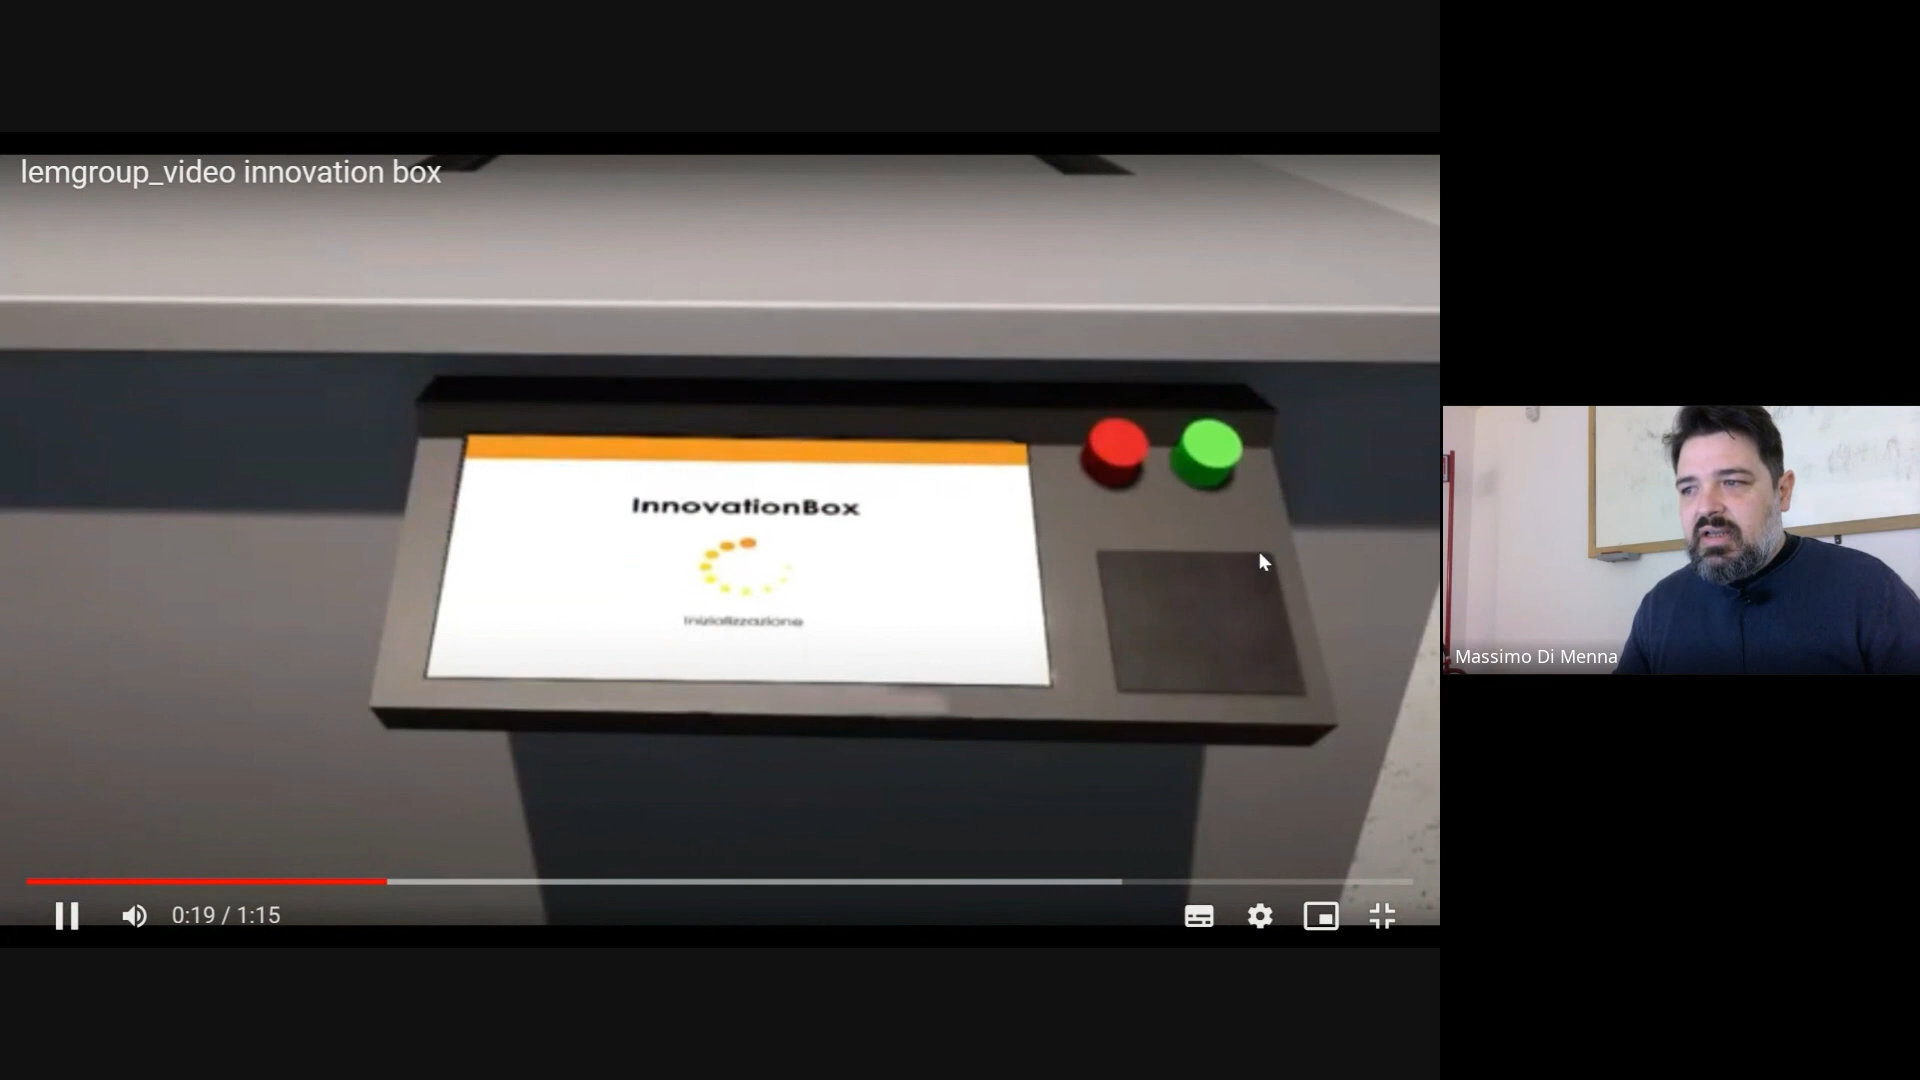 lemgroup_video innovation box
InnovationBox
Inizializzazione
0:19 / 1:15
Massimo Di Menna